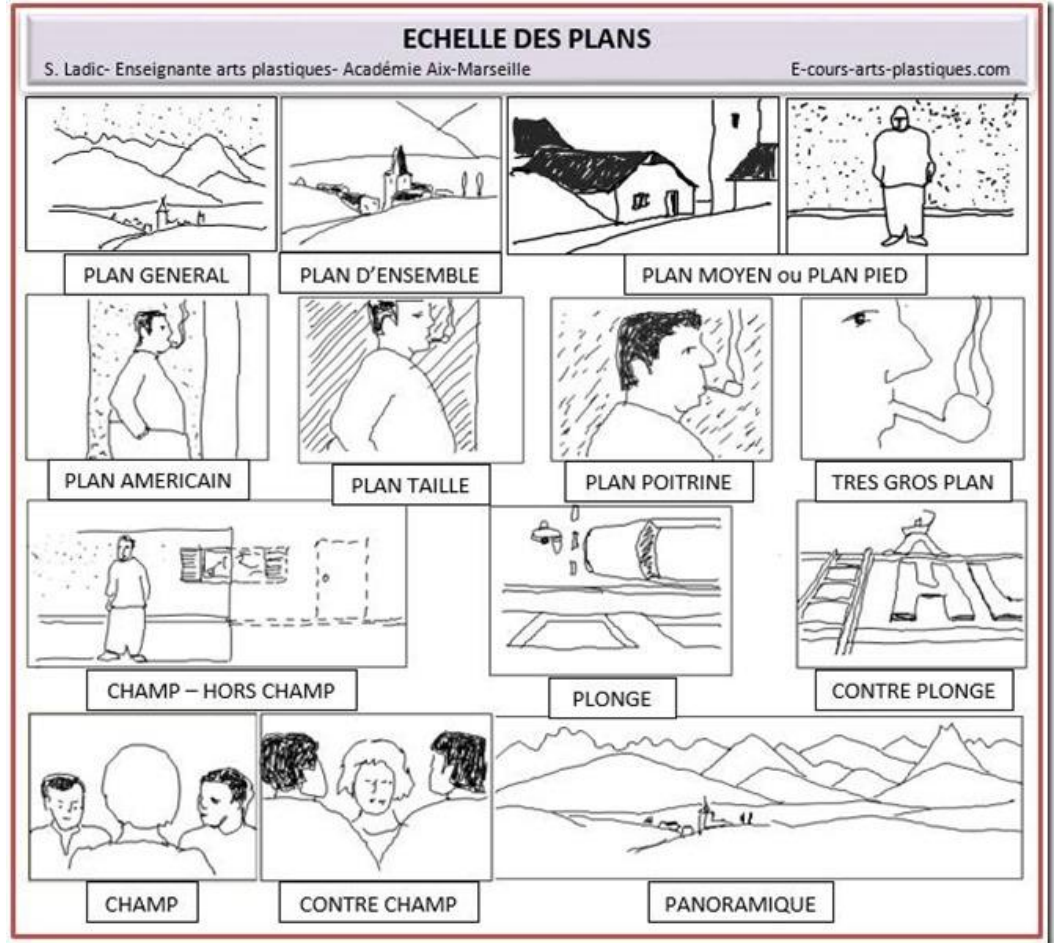 ECHELLE DES PLANS
S. Ladic- Enseignante arts plastiques- Académie Aix-Marseille
E-cours-arts-plastiques.com
PLAN GENERAL
PLAN D’ENSEMBLE
PLAN MOYEN ou PLAN PIED
PLAN AMERICAIN
PLAN TAILLE
PLAN POITRINE
TRES GROS PLAN
CHAMP – HORS CHAMP
PLONGE
CONTRE PLONGE
CHAMP
CONTRE CHAMP
PANORAMIQUE